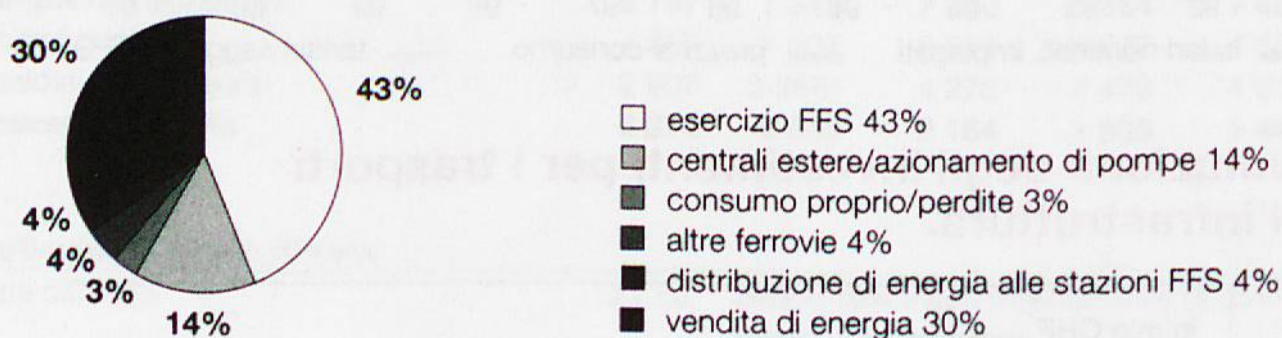 30%
43%
4%
4%
3%
14%
esercizio FFS 43%
centrali estere/azionamento di pompe 14%
consumo proprio/perdite 3%
altre ferrovie 4%
distribuzione di energia alle stazioni FFS 4%
vendita di energia 30%